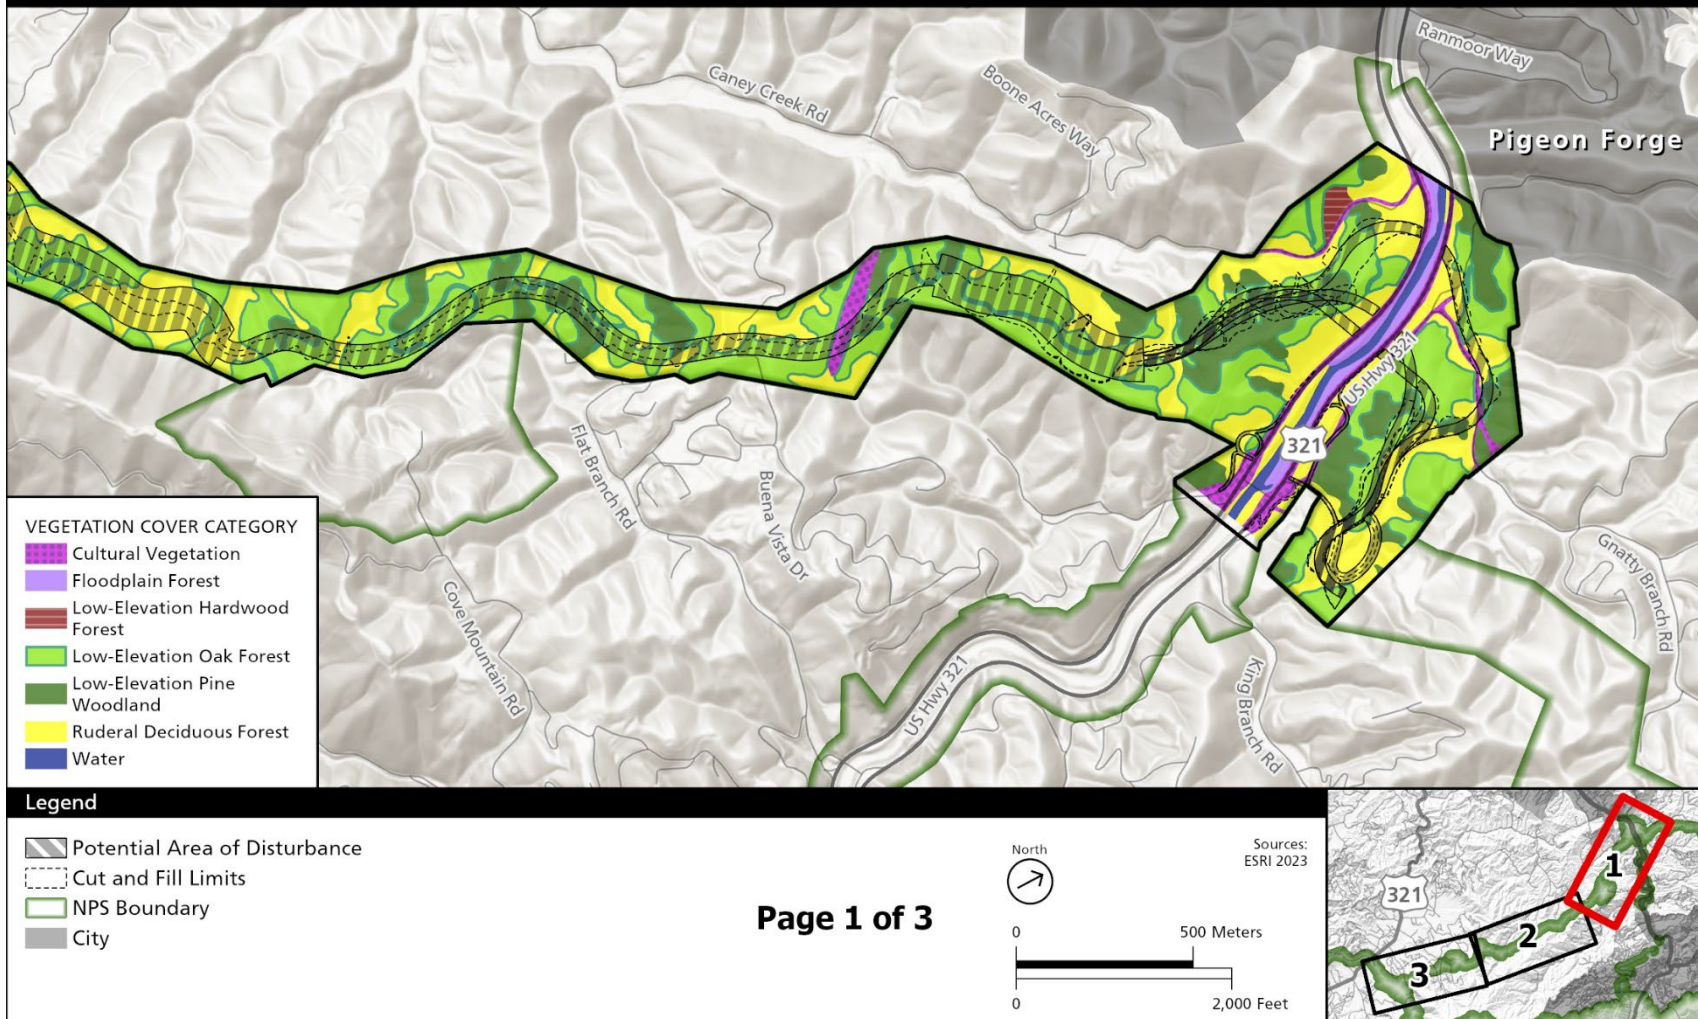 Ranmoor Way
Caney Creek Rd
Boone Acres Way
Pigeon Forge
US Hwy 321
321
Flat Branch Rd
Buena Vista Dr
Cove Mountain Rd
Gnatty Branch Rd
King Branch Rd
US Hwy 321
VEGETATION COVER CATEGORY
Cultural Vegetation
Floodplain Forest
Low-Elevation Hardwood
Forest
Low-Elevation Oak Forest
Low-Elevation Pine
Woodland
Ruderal Deciduous Forest
Water
Legend
Potential Area of Disturbance
Cut and Fill Limits
NPS Boundary
City
Page 1 of 3
North
Sources:
ESRI 2023
0 500 Meters
0 2,000 Feet
321
1
2
3